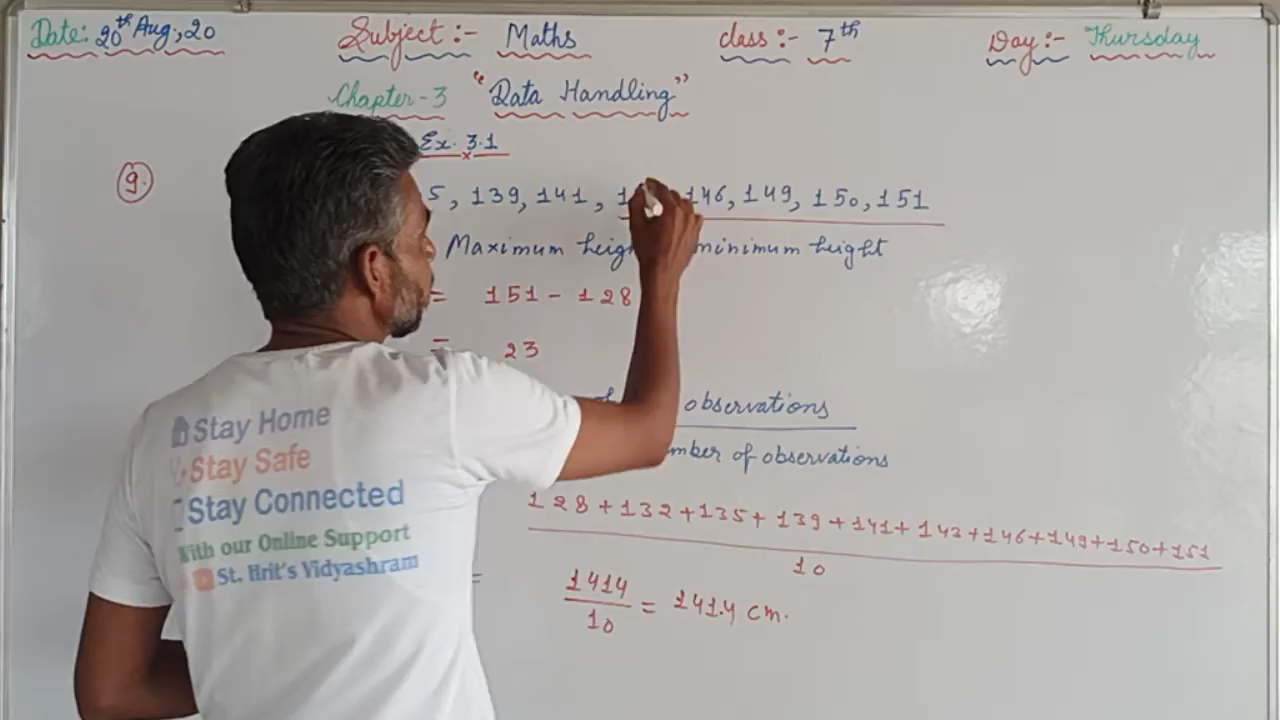 Date: 20th Aug., 20 Subject:- Maths class:- 7th Day:- Thursday
Chapter-3 "Data Handling"
Ex. 3.1
9.
5, 139, 141, 146, 149, 150, 151
Maximum minimum height
= 151 - 128
= 23
observations
of observations
128+132+135+139+141+143+146+149+150+151
10
=
1414
10
= 141.4 cm.
Stay Home
Stay Safe
Stay Connected
With our Online Support
St. Hrit's Vidyashram